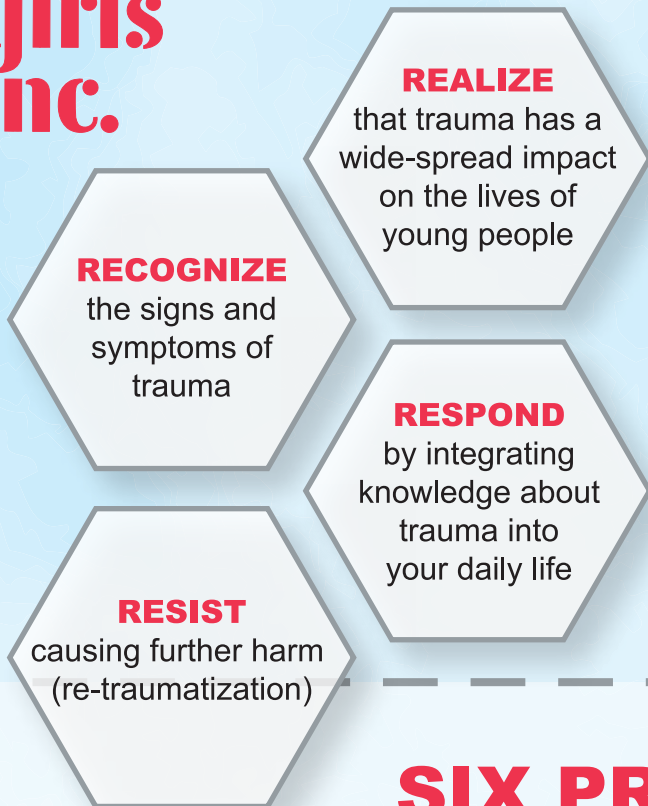 girls
inc.
REALIZE
that trauma has a
wide-spread impact
on the lives of
young people
RECOGNIZE
the signs and
symptoms of
trauma
RESPOND
by integrating
knowledge about
trauma into
your daily life
RESIST
causing further harm
(re-traumatization)
SIX PR